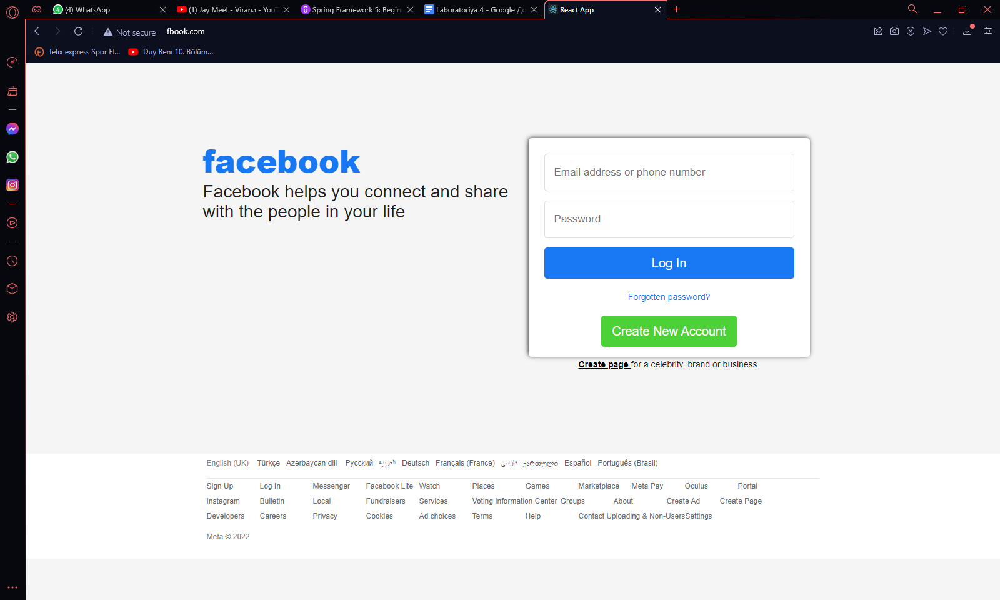 (4) WhatsApp
(1) Jay Meel - Viranə - YouT
Spring Framework 5: Begin
Laboratoriya 4 - Google До
React App
Not secure
fbook.com
felix express Spor El...
Duy Beni 10. Bölüm...
facebook
Facebook helps you connect and share
with the people in your life
Email address or phone number
Password
Log In
Forgotten password?
Create New Account
Create page for a celebrity, brand or business.
English (UK) Türkçe Azərbaycan dili Русский العربية Deutsch Français (France) فارسی ქართული Español Português (Brasil)
Sign Up Log In Messenger Facebook Lite Watch Places Games Marketplace Meta Pay Oculus Portal
Instagram Bulletin Local Fundraisers Services Voting Information Center Groups About Create Ad Create Page
Developers Careers Privacy Cookies Ad choices Terms Help Contact Uploading & Non-Users Settings
Meta © 2022